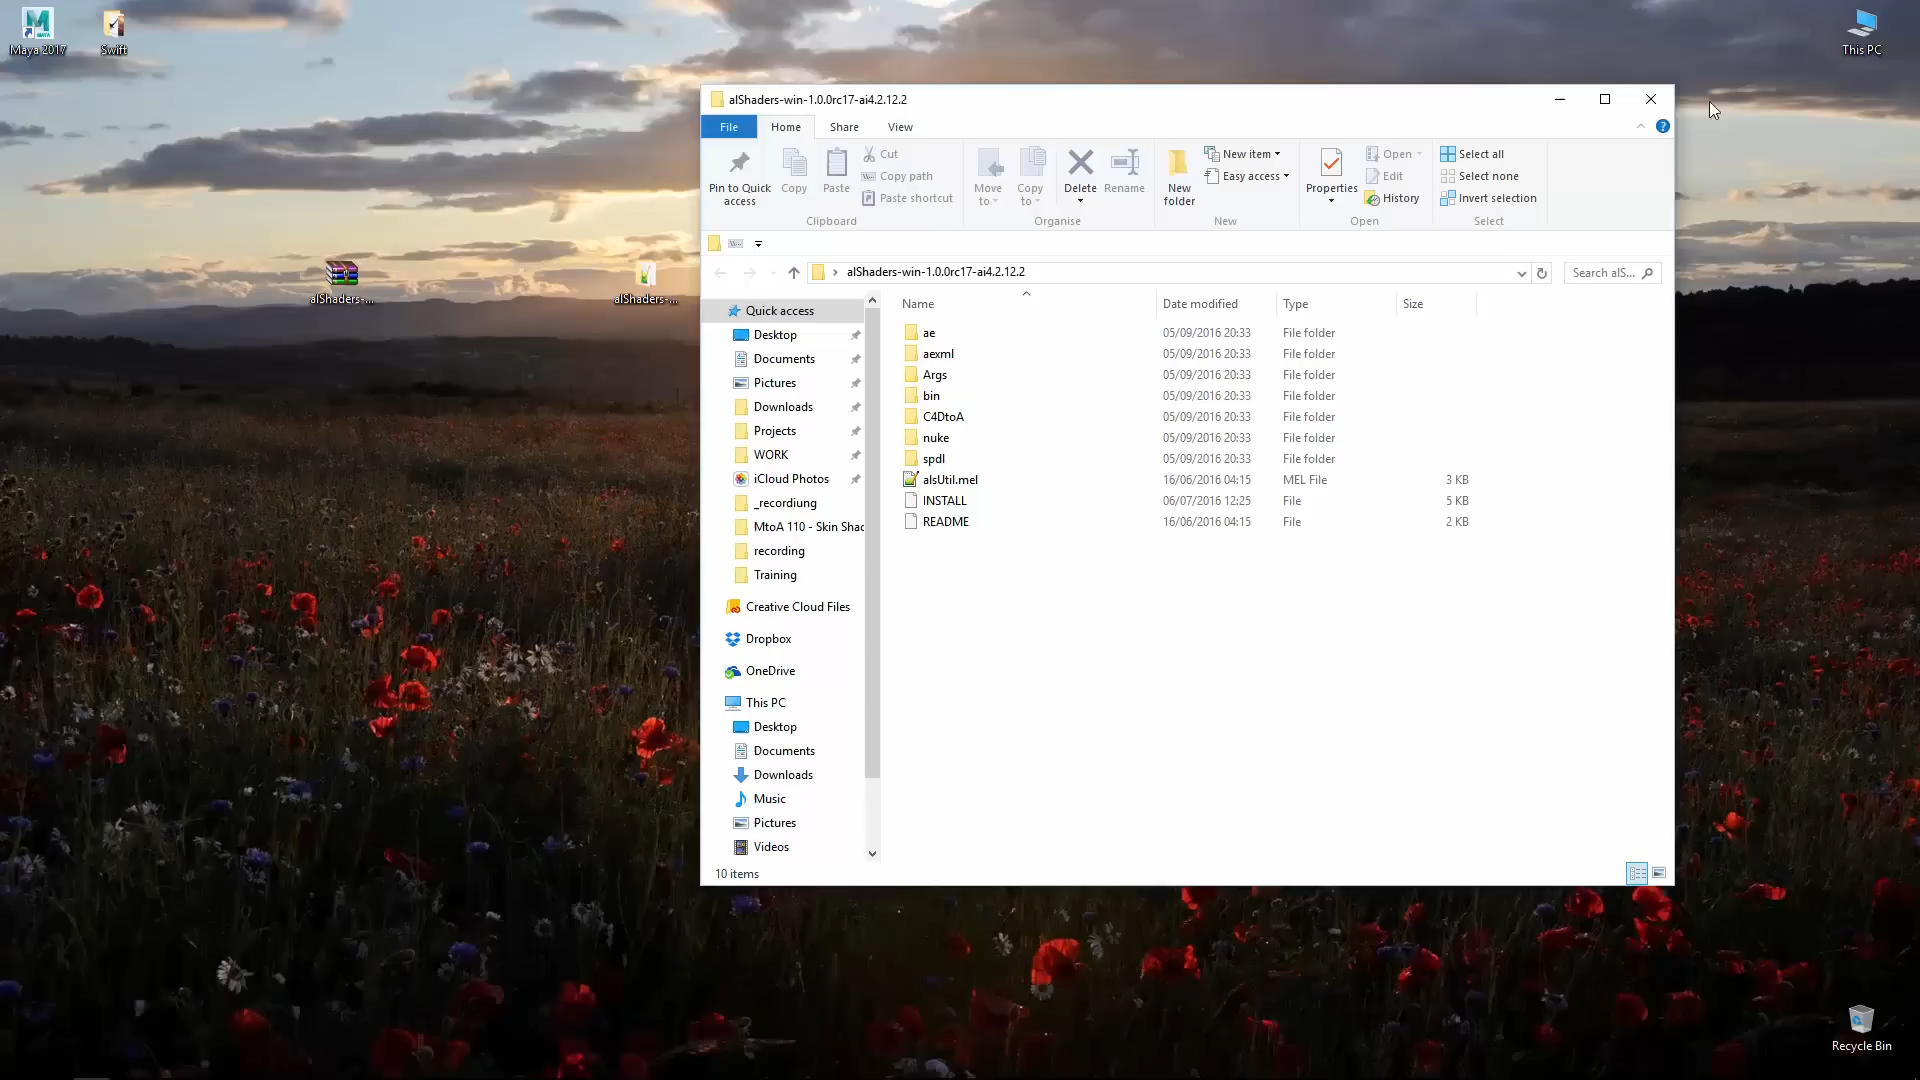 Maya 2017
Swift
This PC
alShaders-...
alShaders-...
alShaders-win-1.0.0rc17-ai4.2.12.2
File Home Share View
Pin to Quick access
Copy
Paste
Cut
Copy path
Paste shortcut
Clipboard
Move to
Copy to
Delete
Rename
Organise
New folder
New item
Easy access
New
Properties
Open
Edit
History
Open
Select all
Select none
Invert selection
Select
alShaders-win-1.0.0rc17-ai4.2.12.2
Search alS...
Quick access
Desktop
Documents
Pictures
Downloads
Projects
WORK
iCloud Photos
_recordiung
MtoA 110 - Skin Shac
recording
Training
Creative Cloud Files
Dropbox
OneDrive
This PC
Desktop
Documents
Downloads
Music
Pictures
Videos
Name Date modified Type Size
ae 05/09/2016 20:33 File folder
aexml 05/09/2016 20:33 File folder
Args 05/09/2016 20:33 File folder
bin 05/09/2016 20:33 File folder
C4DtoA 05/09/2016 20:33 File folder
nuke 05/09/2016 20:33 File folder
spdl 05/09/2016 20:33 File folder
alsUtil.mel 16/06/2016 04:15 MEL File 3 KB
INSTALL 06/07/2016 12:25 File 5 KB
README 16/06/2016 04:15 File 2 KB
10 items
Recycle Bin